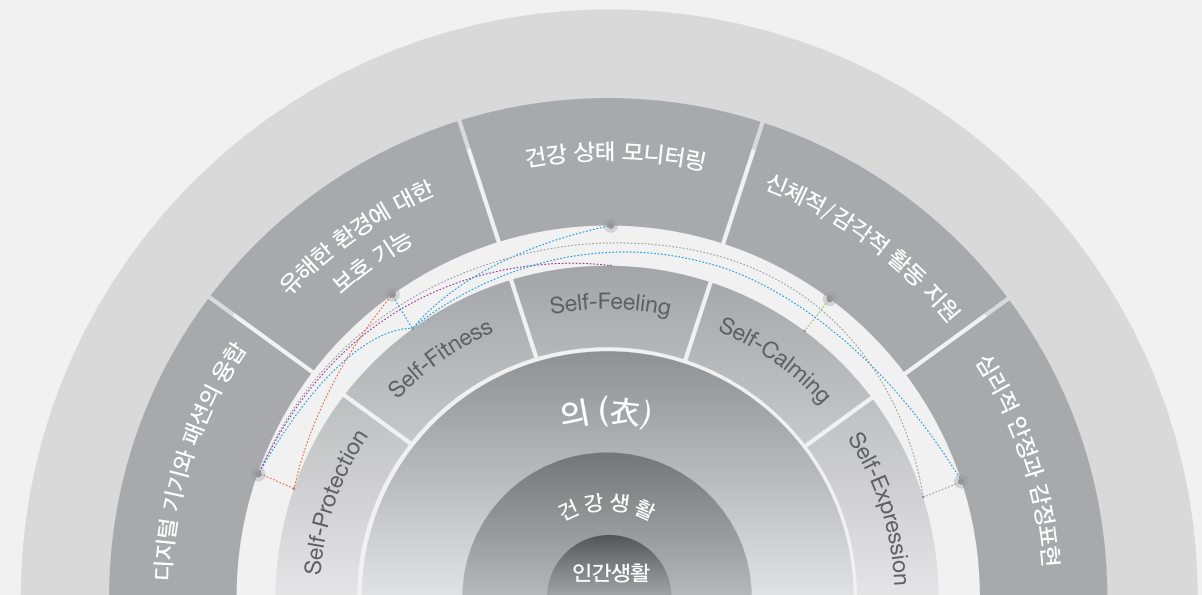 디지털 기기와 패션의 융합
유해한 환경에 대한
보호 기능
건강 상태 모니터링
신체적/감각적 활동 지원
심리적 안정과 감정표현
Self-Protection
Self-Fitness
Self-Feeling
Self-Calming
Self-Expression
의 (衣)
건 강 생 활
인간생활